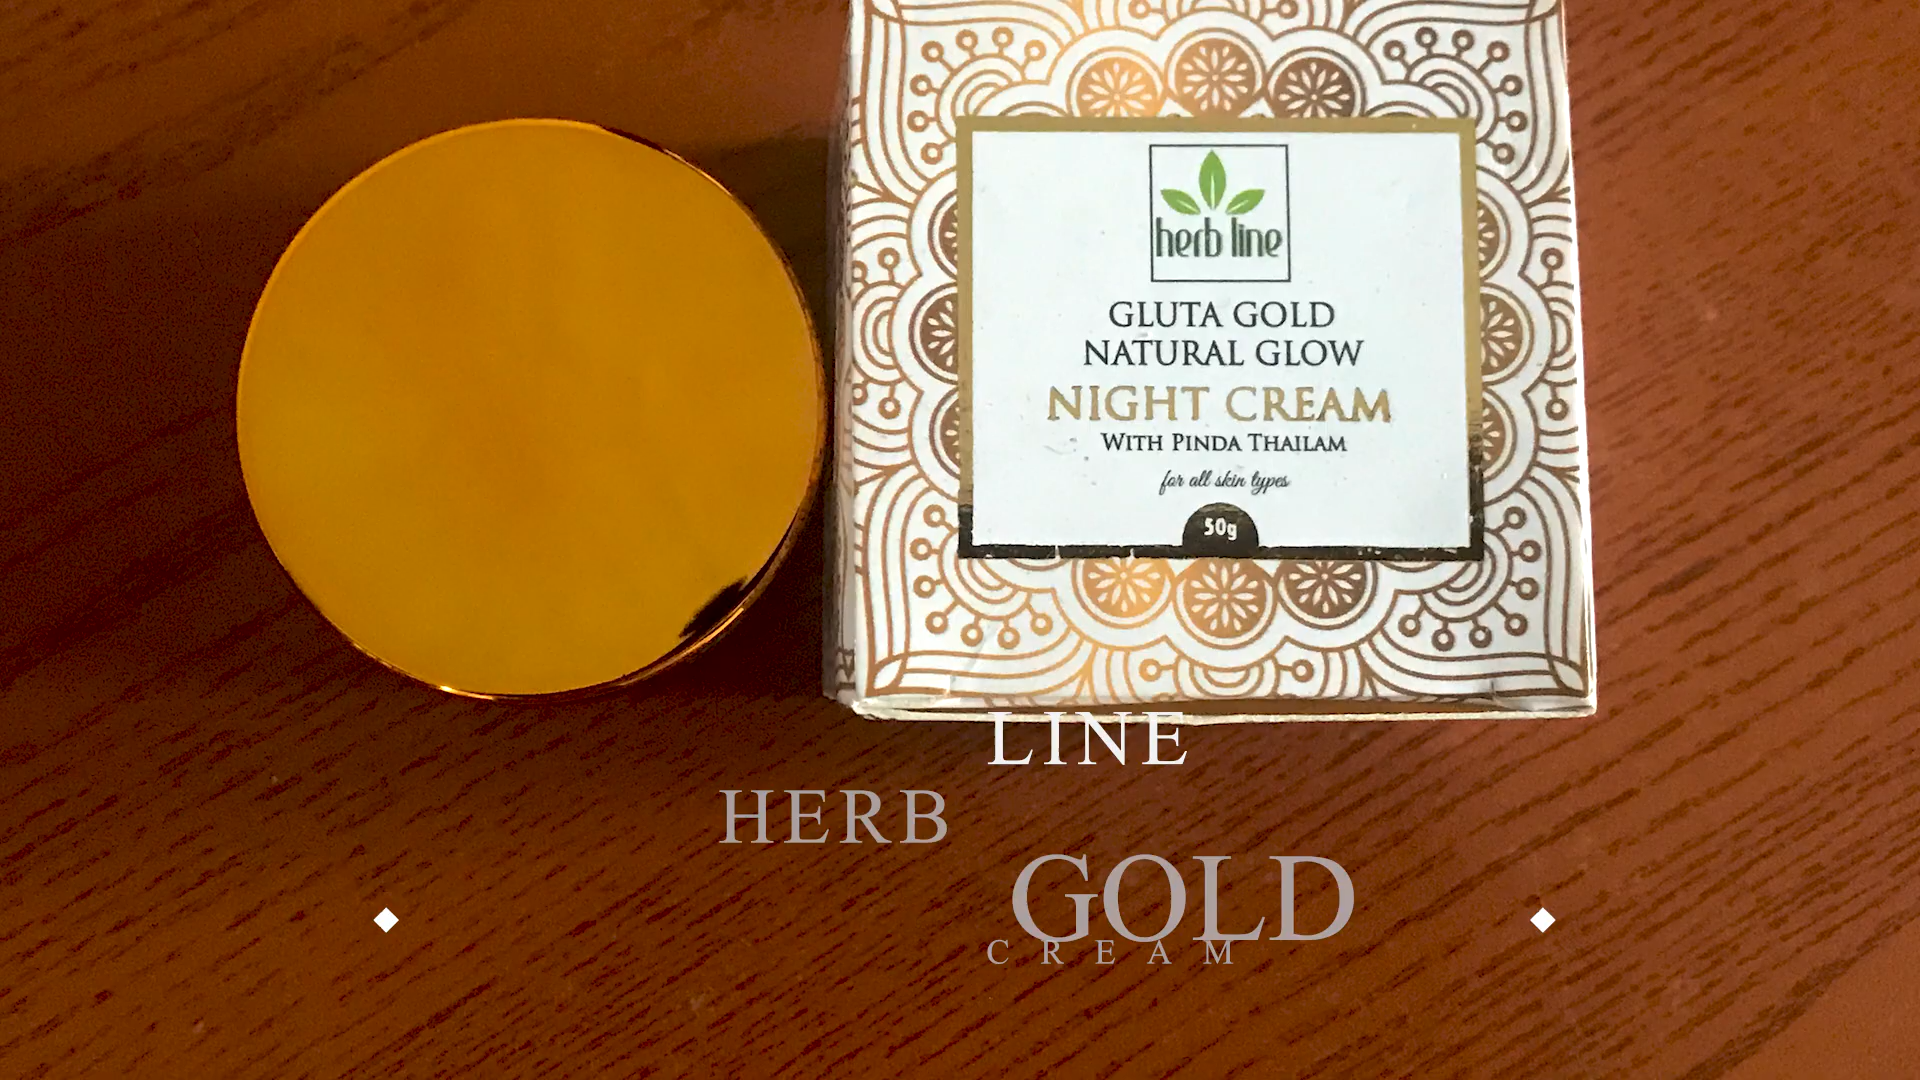 herb line
GLUTA GOLD
NATURAL GLOW
NIGHT CREAM
WITH PINDA THAILAM
for all skin types
50g
LINE
HERB
GOLD
CREAM